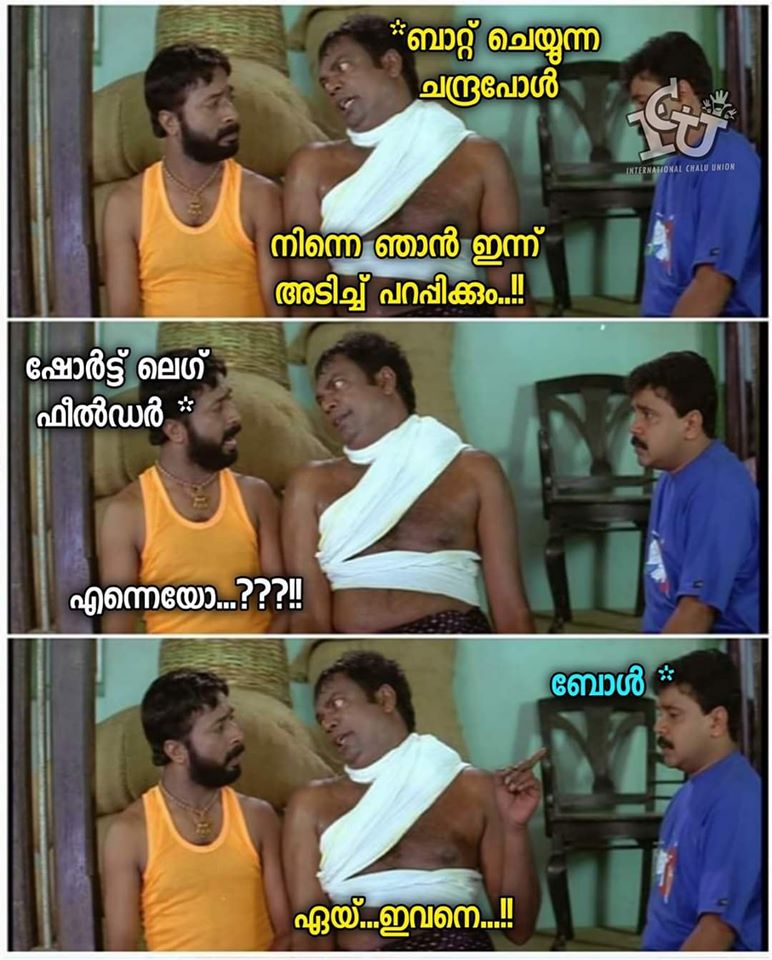 *ബാറ്റ് ചെയ്യുന്ന
ചന്ദ്രപോൾ
ICU
INTERNATIONAL CHALU UNION
നിന്നെ ഞാൻ ഇന്ന്
അടിച്ച് പറപ്പിക്കും..!!
ഷോർട്ട് ലെഗ്
ഫീൽഡർ *
എന്നെയോ...???!!
ബോൾ *
ഏയ്...ഇവനെ...!!